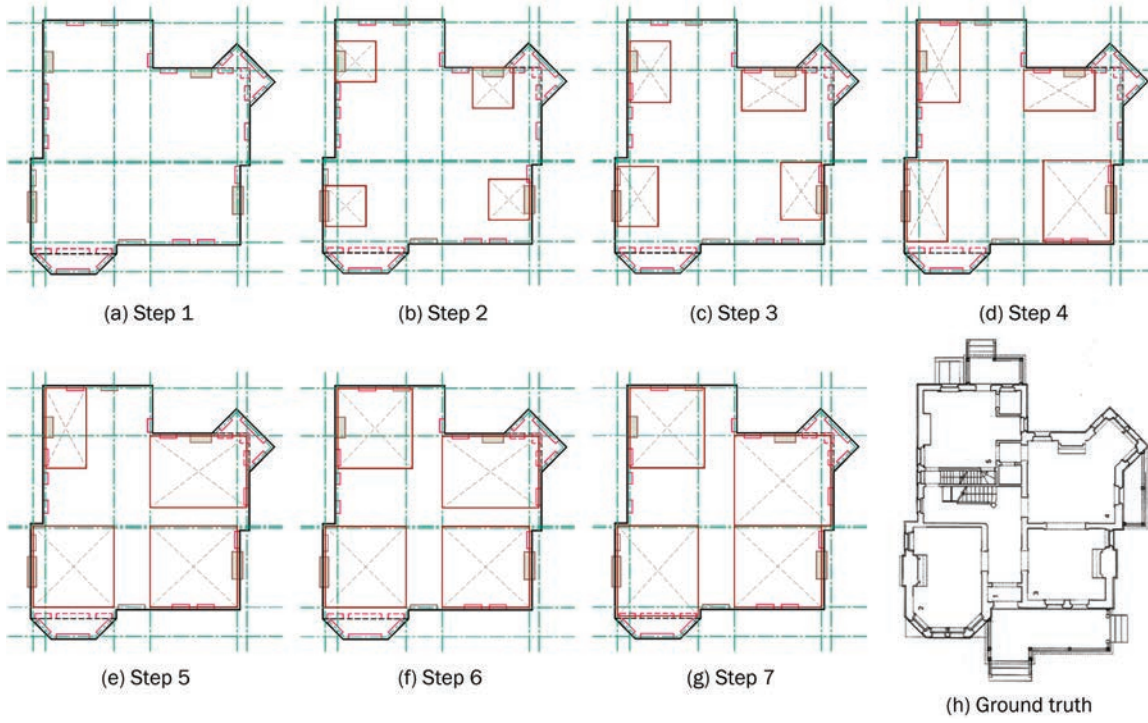 (a) Step 1
(b) Step 2
(c) Step 3
(d) Step 4
(e) Step 5
(f) Step 6
(g) Step 7
(h) Ground truth